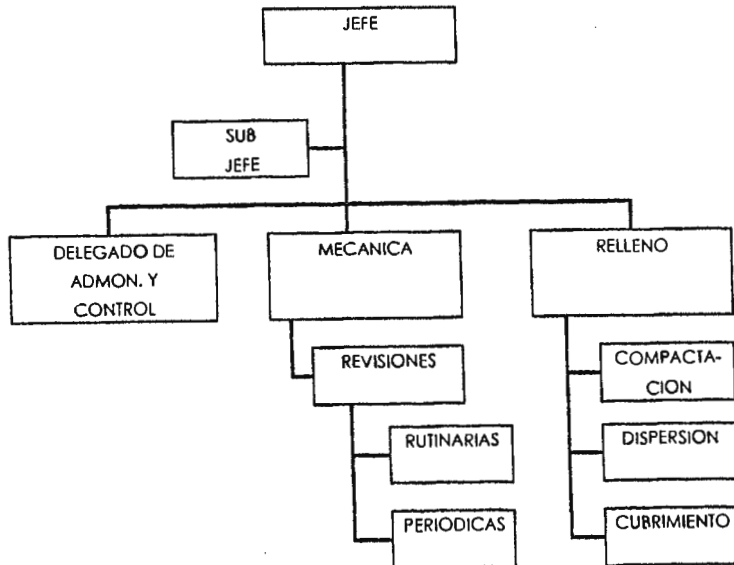 JEFE
SUB
JEFE
DELEGADO DE
ADMON. Y
CONTROL
MECANICA
RELLENO
REVISIONES
COMPACTA-
CION
RUTINARIAS
DISPERSION
PERIODICAS
CUBRIMIENTO